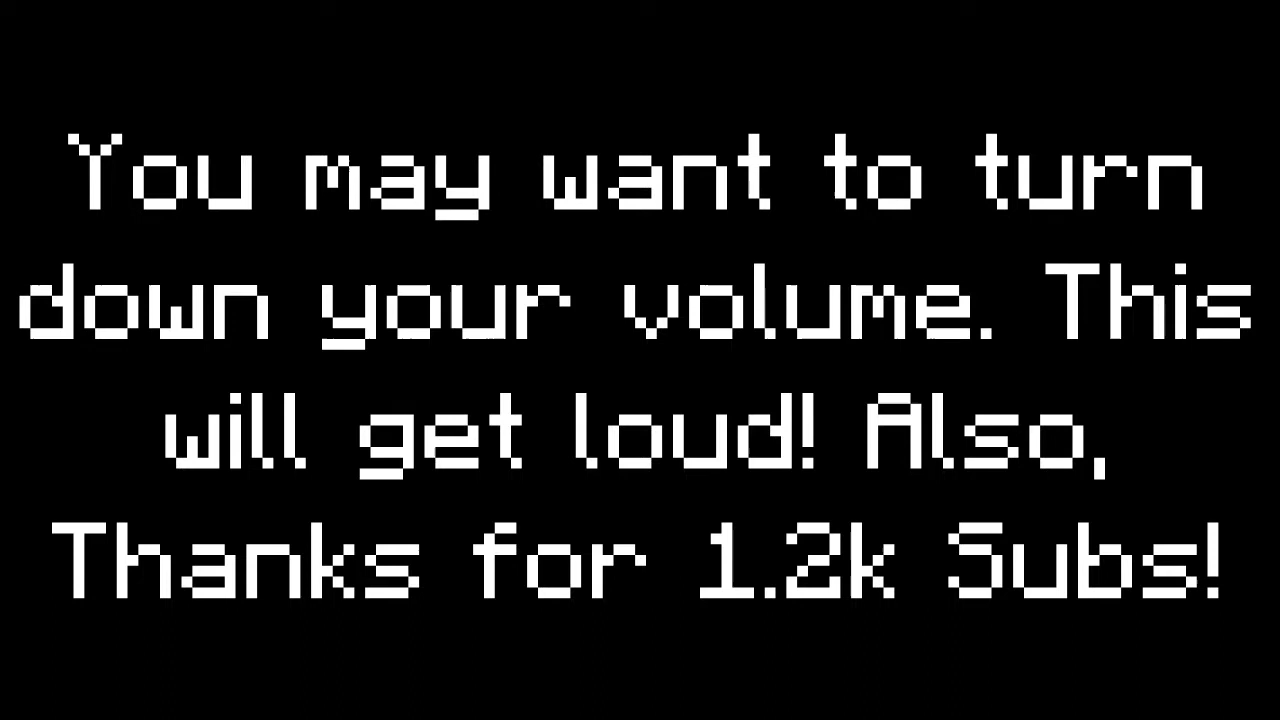 You may want to turn
down your volume. This
will get loud! Also,
Thanks for 1.2k Subs!